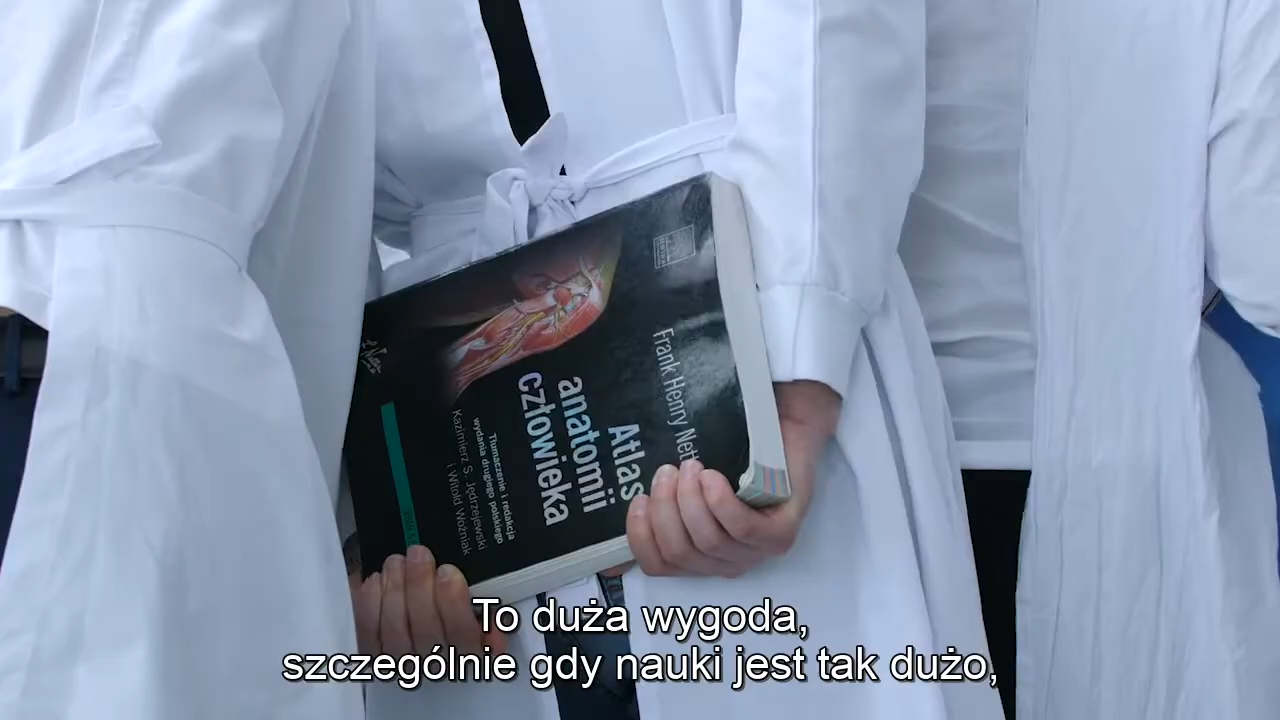 Frank Henry
Atlas
anatomii
człowieka
Tłumaczenie i redakcja
wydania drugiego polskiego
Kazimierz S. Jędrzejewski
i Witold Woźniak
To duża wygoda,
szczególnie gdy nauki jest tak dużo,